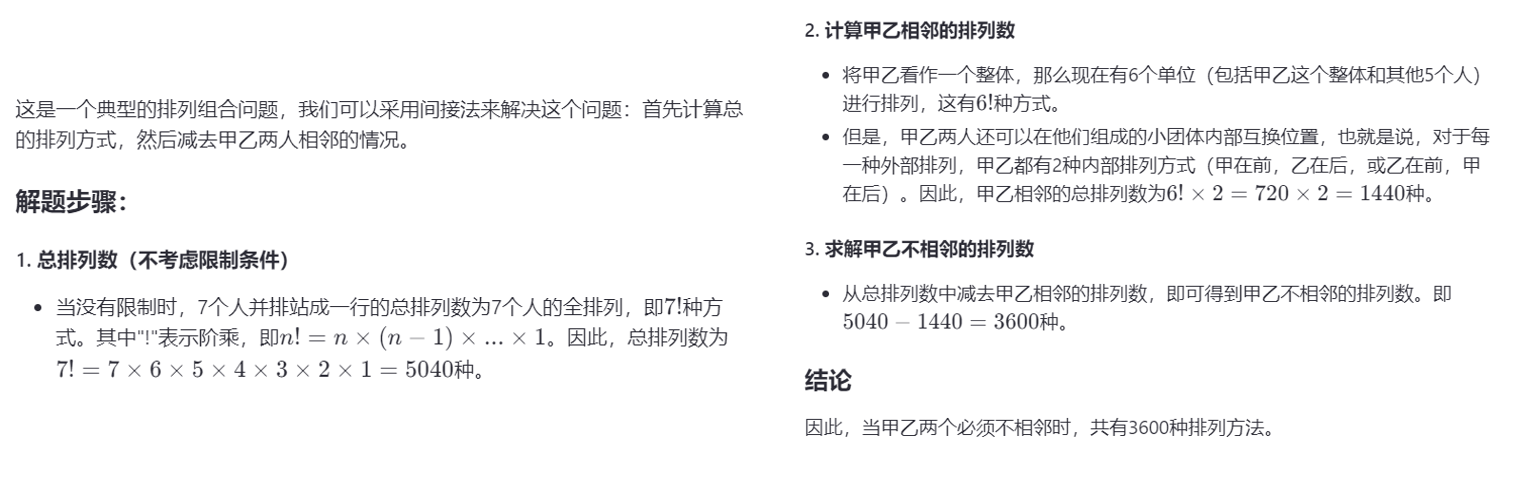 这是一个典型的排列组合问题，我们可以采用间接法来解决这个问题：首先计算总
的排列方式，然后减去甲乙两人相邻的情况。
解题步骤：
1. 总排列数（不考虑限制条件）
• 当没有限制时，7个人并排站成一行的总排列数为7个人的全排列，即7!种方
式。其中"!"表示阶乘，即n! = n × (n − 1) × ... × 1。因此，总排列数为
7! = 7 × 6 × 5 × 4 × 3 × 2 × 1 = 5040种。
2. 计算甲乙相邻的排列数
• 将甲乙看作一个整体，那么现在有6个单位（包括甲乙这个整体和其他5个人）
进行排列，这有6!种方式。
• 但是，甲乙两人还可以在他们组成的小团体内部互换位置，也就是说，对于每
一种外部排列，甲乙都有2种内部排列方式（甲在前，乙在后，或乙在前，甲
在后）。因此，甲乙相邻的总排列数为6! × 2 = 720 × 2 = 1440种。
3. 求解甲乙不相邻的排列数
• 从总排列数中减去甲乙相邻的排列数，即可得到甲乙不相邻的排列数。即
5040 − 1440 = 3600种。
结论
因此，当甲乙两个必须不相邻时，共有3600种排列方法。